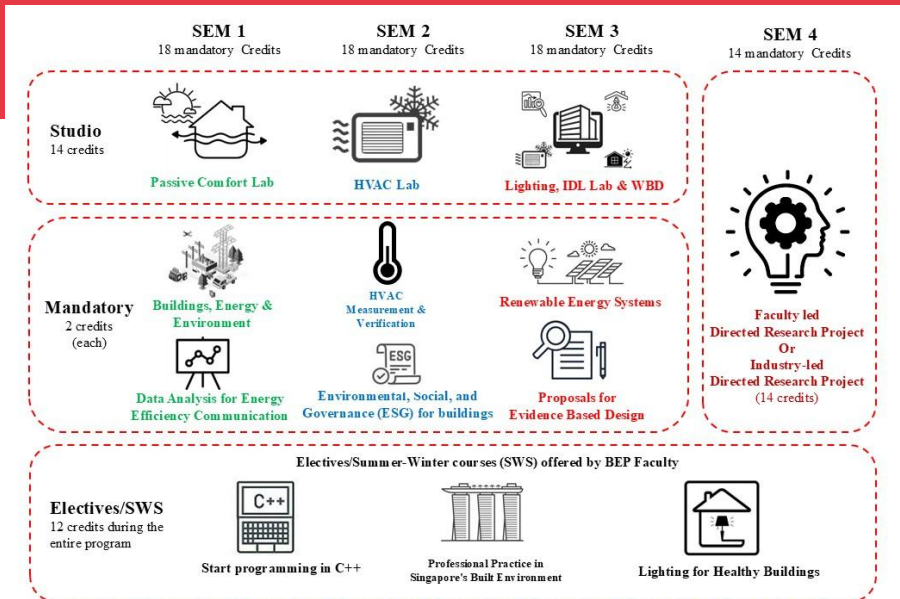 SEM 1
18 mandatory Credits
SEM 2
18 mandatory Credits
SEM 3
18 mandatory Credits
SEM 4
14 mandatory Credits
Studio
14 credits
Passive Comfort Lab
HVAC Lab
Lighting, IDL Lab & WBD
Mandatory
2 credits
(each)
Buildings, Energy &
Environment
HVAC
Measurement &
Verification
Renewable Energy Systems
Data Analysis for Energy
Efficiency Communication
ESG
Environmental, Social, and
Governance (ESG) for buildings
Proposals for
Evidence Based Design
Faculty led
Directed Research Project
Or
Industry-led
Directed Research Project
(14 credits)
Electives/Summer-Winter courses (SWS) offered by BEP Faculty
Electives/SWS
12 credits during the
entire program
C++
Start programming in C++
Professional Practice in
Singapore's Built Environment
Lighting for Healthy Buildings